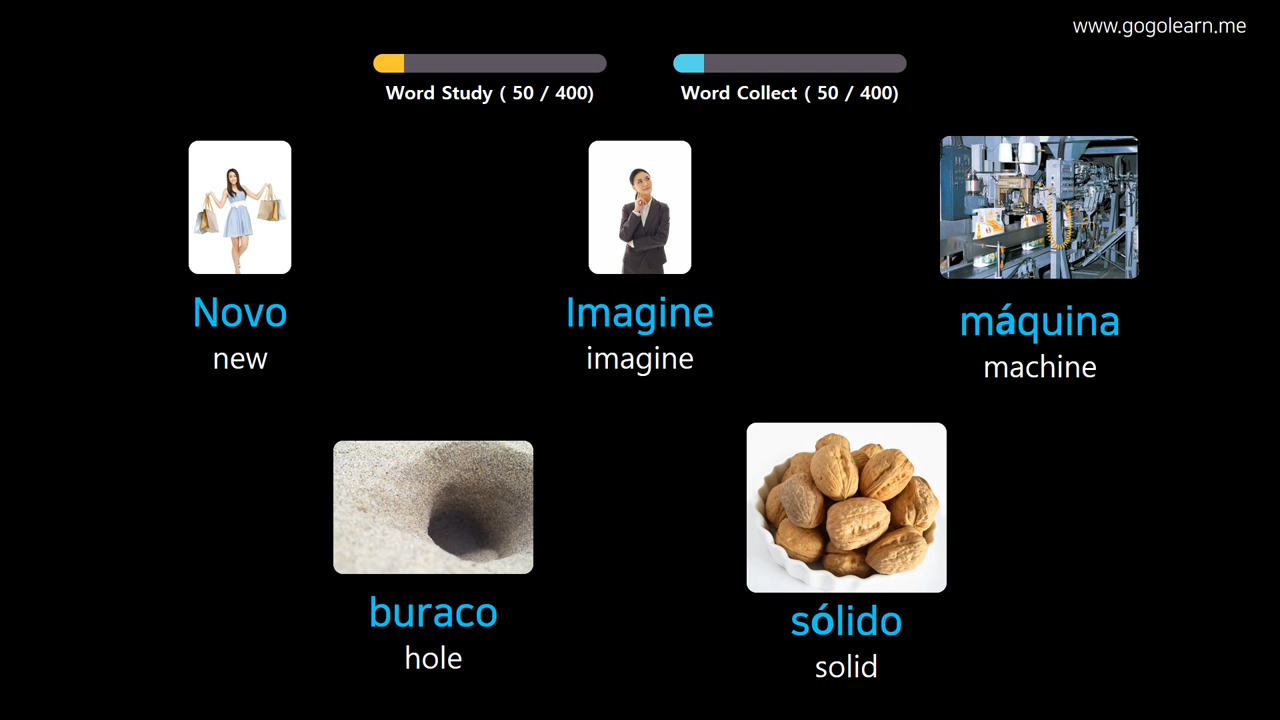 www.gogolearn.me
Word Study ( 50 / 400)
Word Collect ( 50 / 400)
Novo
new
Imagine
imagine
máquina
machine
buraco
hole
sólido
solid